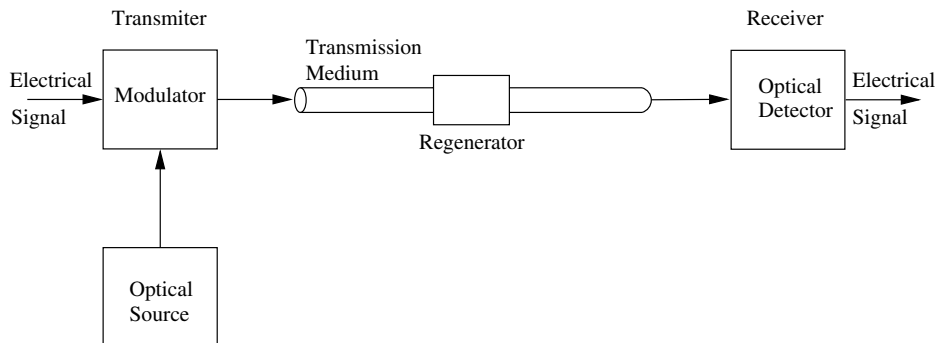 Transmiter
Receiver
Electrical
Signal
Modulator
Transmission
Medium
Regenerator
Optical
Detector
Electrical
Signal
Optical
Source